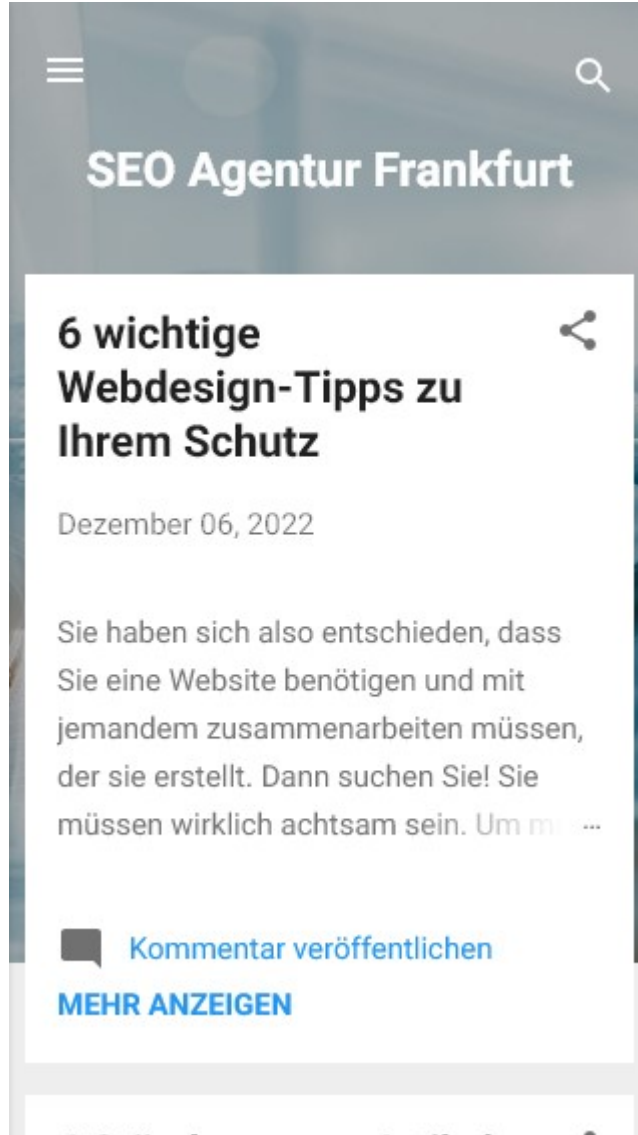 SEO Agentur Frankfurt
6 wichtige
Webdesign-Tipps zu
Ihrem Schutz
Dezember 06, 2022
Sie haben sich also entschieden, dass
Sie eine Website benötigen und mit
jemandem zusammenarbeiten müssen,
der sie erstellt. Dann suchen Sie! Sie
müssen wirklich achtsam sein. Um ...
Kommentar veröffentlichen
MEHR ANZEIGEN